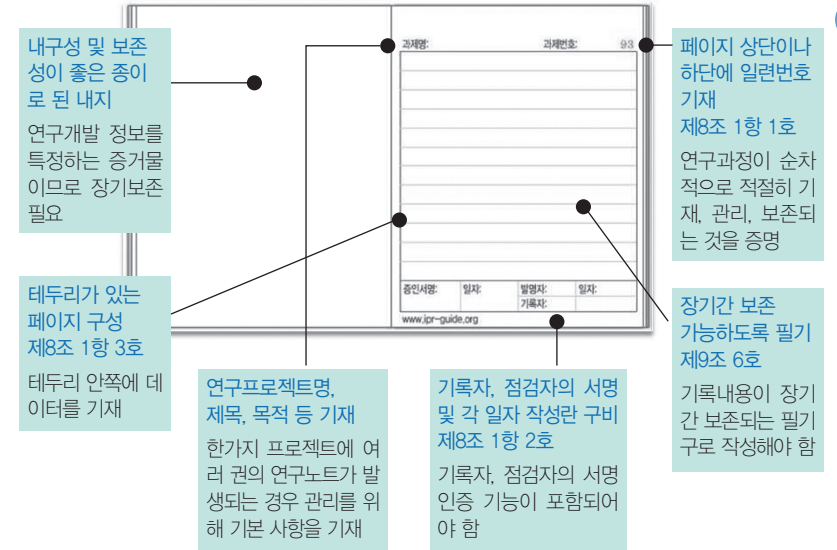 내구성 및 보존
성이 좋은 종이
로 된 내지
연구개발 정보를
특정하는 증거물
이므로 장기보존
필요
테두리가 있는
페이지 구성
제8조 1항 3호
테두리 안쪽에 데
이터를 기재
과제명: 과제번호: 93
증인서명: 일자: 발명자: 일자:
기록자:
www.ipr-guide.org
연구프로젝트명,
제목, 목적 등 기재
한가지 프로젝트에 여
러 권의 연구노트가 발
생되는 경우 관리를 위
해 기본 사항을 기재
기록자, 점검자의 서명
및 각 일자 작성란 구비
제8조 1항 2호
기록자, 점검자의 서명
인증 기능이 포함되어
야 함
페이지 상단이나
하단에 일련번호
기재
제8조 1항 1호
연구과정이 순차
적으로 적절히 기
재, 관리, 보존되
는 것을 증명
장기간 보존
가능하도록 필기
제9조 6호
기록내용이 장기
간 보존되는 필기
구로 작성해야 함